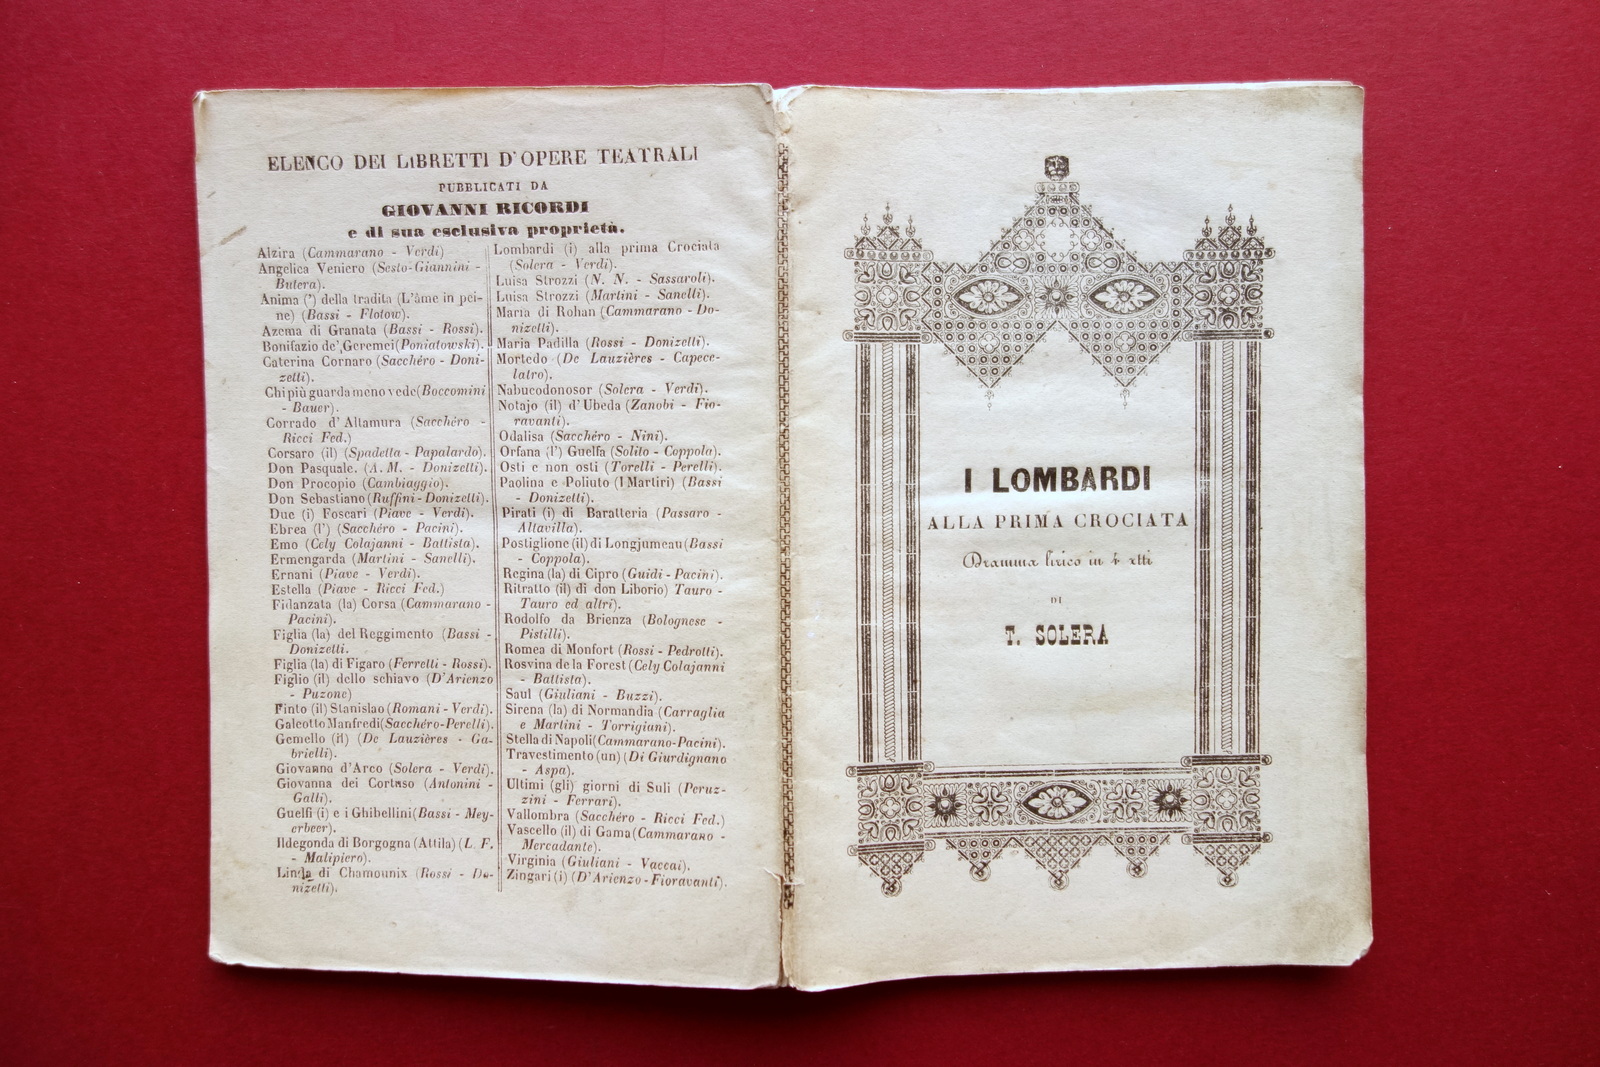 ELENCO DEI LIBRETTI D'OPERE TEATRALI
PUBBLICATI DA
GIOVANNI RICORDI
e di sua esclusiva proprietà.
Alzira (Cammarano - Verdi)
Angelica Veniero (Sesto-Giannini -
Butera).
Anima (') della tradita (L'âme in pei-
ne) (Bassi - Flotow).
Azema di Granata (Bassi - Rossi).
Bonifazio de' Geremei (Poniatowski).
Caterina Cornaro (Sacchéro - Doni-
zetti).
Chi più guarda meno vede (Boccomini
- Bauer).
Corrado d'Altamura (Sacchéro -
Ricci Fed.)
Corsaro (il) (Spadetta - Papalardo).
Don Pasquale. (A. M. - Donizetti).
Don Procopio (Cambiaggio).
Don Sebastiano (Ruffini - Donizetti).
Due (i) Foscari (Piave - Verdi).
Ebrea (l') (Sacchéro - Pacini).
Emo (Cely Colajanni - Battista).
Ermengarda (Martini - Sanelli).
Ernani (Piave - Verdi).
Estella (Piave - Ricci Fed.)
Fidanzata (la) Corsa (Cammarano -
Pacini).
Figlia (la) del Reggimento (Bassi -
Donizetti.
Figlia (la) di Figaro (Ferretti - Rossi).
Figlio (il) dello schiavo (D'Arienzo
- Puzone)
Finto (il) Stanislao (Romani - Verdi).
Galeotto Manfredi (Sacchéro-Perelli).
Gemello (il) (De Lauzières - Ga-
brielli).
Giovanna d'Arco (Solera - Verdi).
Giovanna dei Cortuso (Antonini -
Galli).
Guelfi (i) e i Ghibellini (Bassi - Mey-
erbeer).
Ildegonda di Borgogna (Attila) (L. F.
- Malipiero).
Linda di Chamounix (Rossi - Do-
nizetti).
Lombardi (i) alla prima Crociata
(Solera - Verdi).
Luisa Strozzi (N. N. - Sassaroli).
Luisa Strozzi (Martini - Sanelli).
Maria di Rohan (Cammarano - Do-
nizetti).
Maria Padilla (Rossi - Donizetti).
Mortedo (De Lauzières - Capece-
latro).
Nabucodonosor (Solera - Verdi).
Notajo (il) d'Ubeda (Zanobi - Fio-
ravanti).
Odalisa (Sacchéro - Nini).
Orfana (l') Guelfa (Solito - Coppola).
Osti e non osti (Torelli - Perelli).
Paolina e Poliuto (I Martiri) (Bassi
- Donizetti).
Pirati (i) di Baratteria (Passaro -
Altavilla).
Postiglione (il) di Longjumeau (Bassi
- Coppola).
Regina (la) di Cipro (Guidi - Pacini).
Ritratto (il) di don Liborio) Tauro -
Tauro ed altri).
Rodolfo da Brienza (Bolognese -
Pistilli).
Romea di Monfort (Rossi - Pedrotti).
Rosvina de la Forest (Cely Colajanni
- Battista).
Saul (Giuliani - Buzzi).
Sirena (la) di Normandia (Carraglia
e Martini - Torrigiani).
Stella di Napoli (Cammarano-Pacini).
Travestimento (un) (Di Giurdignano
- Aspa).
Ultimi (gli) giorni di Suli (Peruz-
zini - Ferrari).
Vallombra (Sacchéro - Ricci Fed.)
Vascello (il) di Gama (Cammarano -
Mercadante).
Virginia (Giuliani - Vaccai).
Zingari (i) (D'Arienzo - Fioravanti).
I LOMBARDI
ALLA PRIMA CROCIATA
Dramma lirico in 4 atti
DI
T. SOLERA